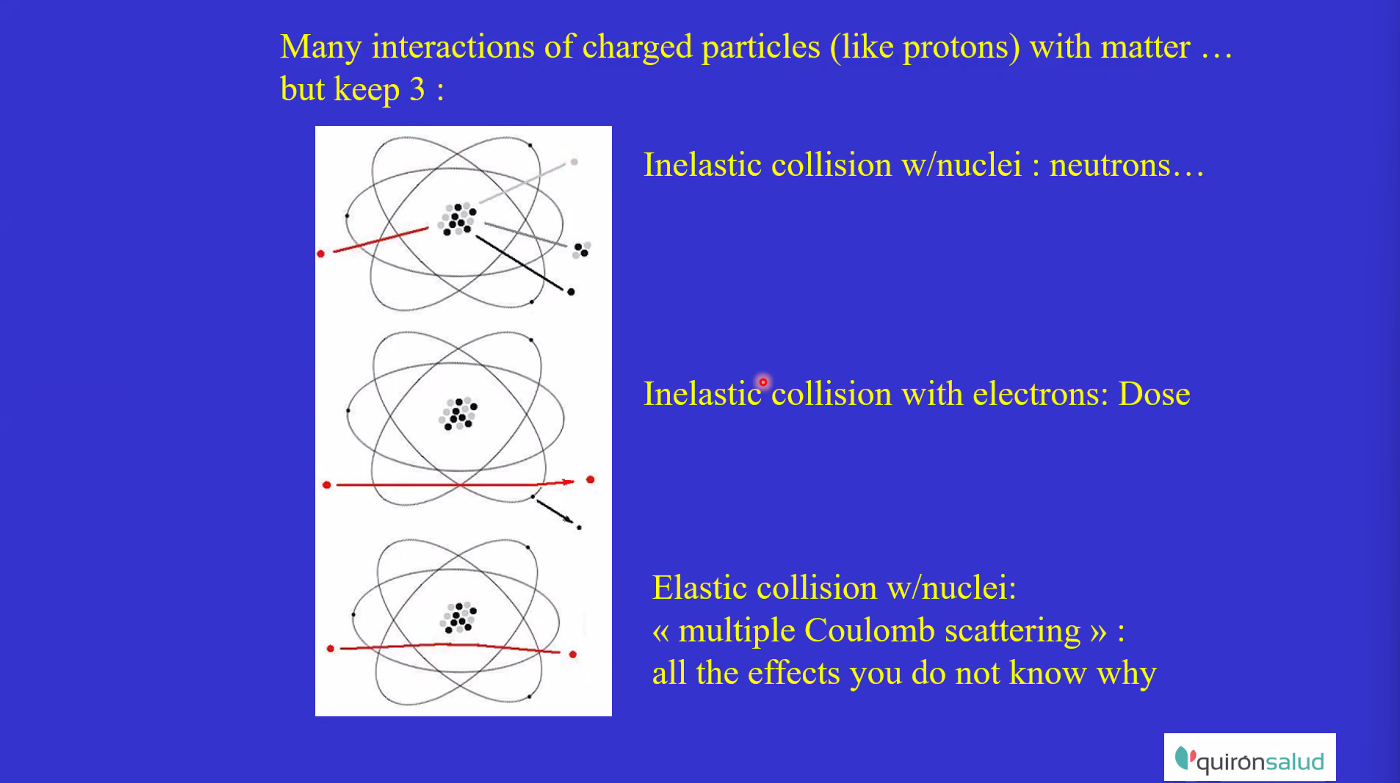 Many interactions of charged particles (like protons) with matter …
but keep 3 :
Inelastic collision w/nuclei : neutrons…
Inelastic collision with electrons: Dose
Elastic collision w/nuclei:
« multiple Coulomb scattering » :
all the effects you do not know why
quirónsalud